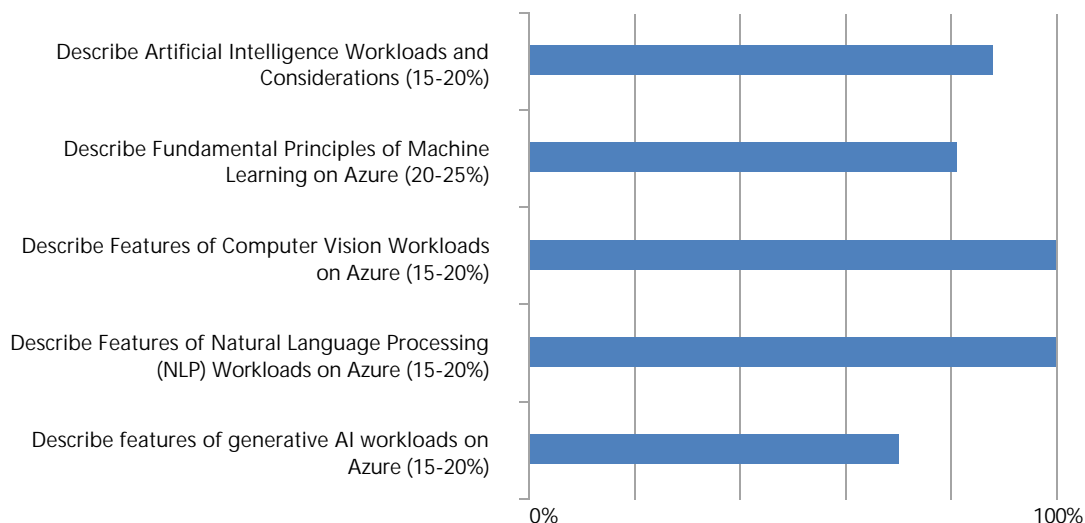 Describe Artificial Intelligence Workloads and
Considerations (15-20%)
Describe Fundamental Principles of Machine
Learning on Azure (20-25%)
Describe Features of Computer Vision Workloads
on Azure (15-20%)
Describe Features of Natural Language Processing
(NLP) Workloads on Azure (15-20%)
Describe features of generative AI workloads on
Azure (15-20%)
0% 100%